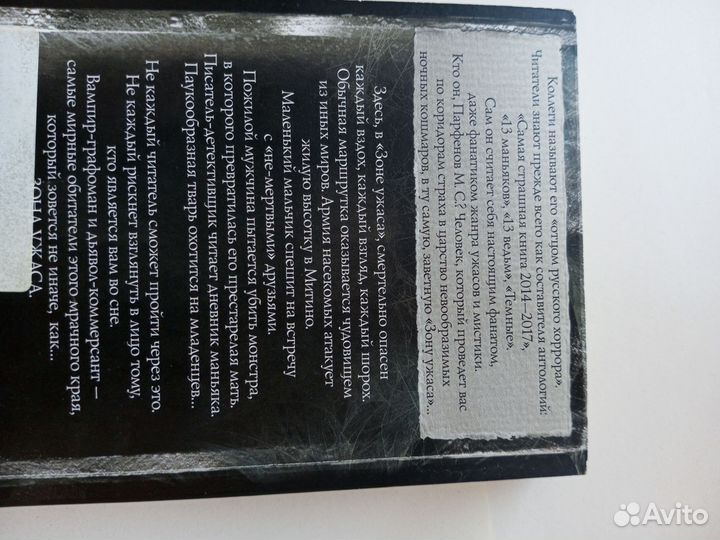 Коллеги называют его «отцом русского хоррора».
Читатели знают прежде всего как составителя антологий:
«Самая страшная книга 2014–2017»,
«13 маньяков», «13 ведьм», «Темные».
Сам он считает себя настоящим фанатом,
даже фанатиком жанра ужасов и мистики.
Кто он, Парфенов М. С.? Человек, который проведет вас
по коридорам страха в царство невообразимых
ночных кошмаров, в ту самую, заветную «Зону ужаса»...
Здесь, в «Зоне ужаса», смертельно опасен
каждый вздох, каждый взгляд, каждый шорох.
Обычная маршрутка оказывается чудовищем
из иных миров. Армия насекомых атакует
жилую высотку в Митино.
Маленький мальчик спешит на встречу
с «не-мертвыми» друзьями.
Пожилой мужчина пытается убить монстра,
в которого превратилась его престарелая мать.
Писатель-детективщик читает дневник маньяка.
Паукообразная тварь охотится на младенцев...
Не каждый читатель сможет пройти через это.
Не каждый рискнет взглянуть в лицо тому,
кто является вам во сне.
Вампир-графоман и дьявол-коммерсант –
самые мирные обитатели этого мрачного края,
который зовется не иначе, как...
ЗОНА УЖАСА.
Avito